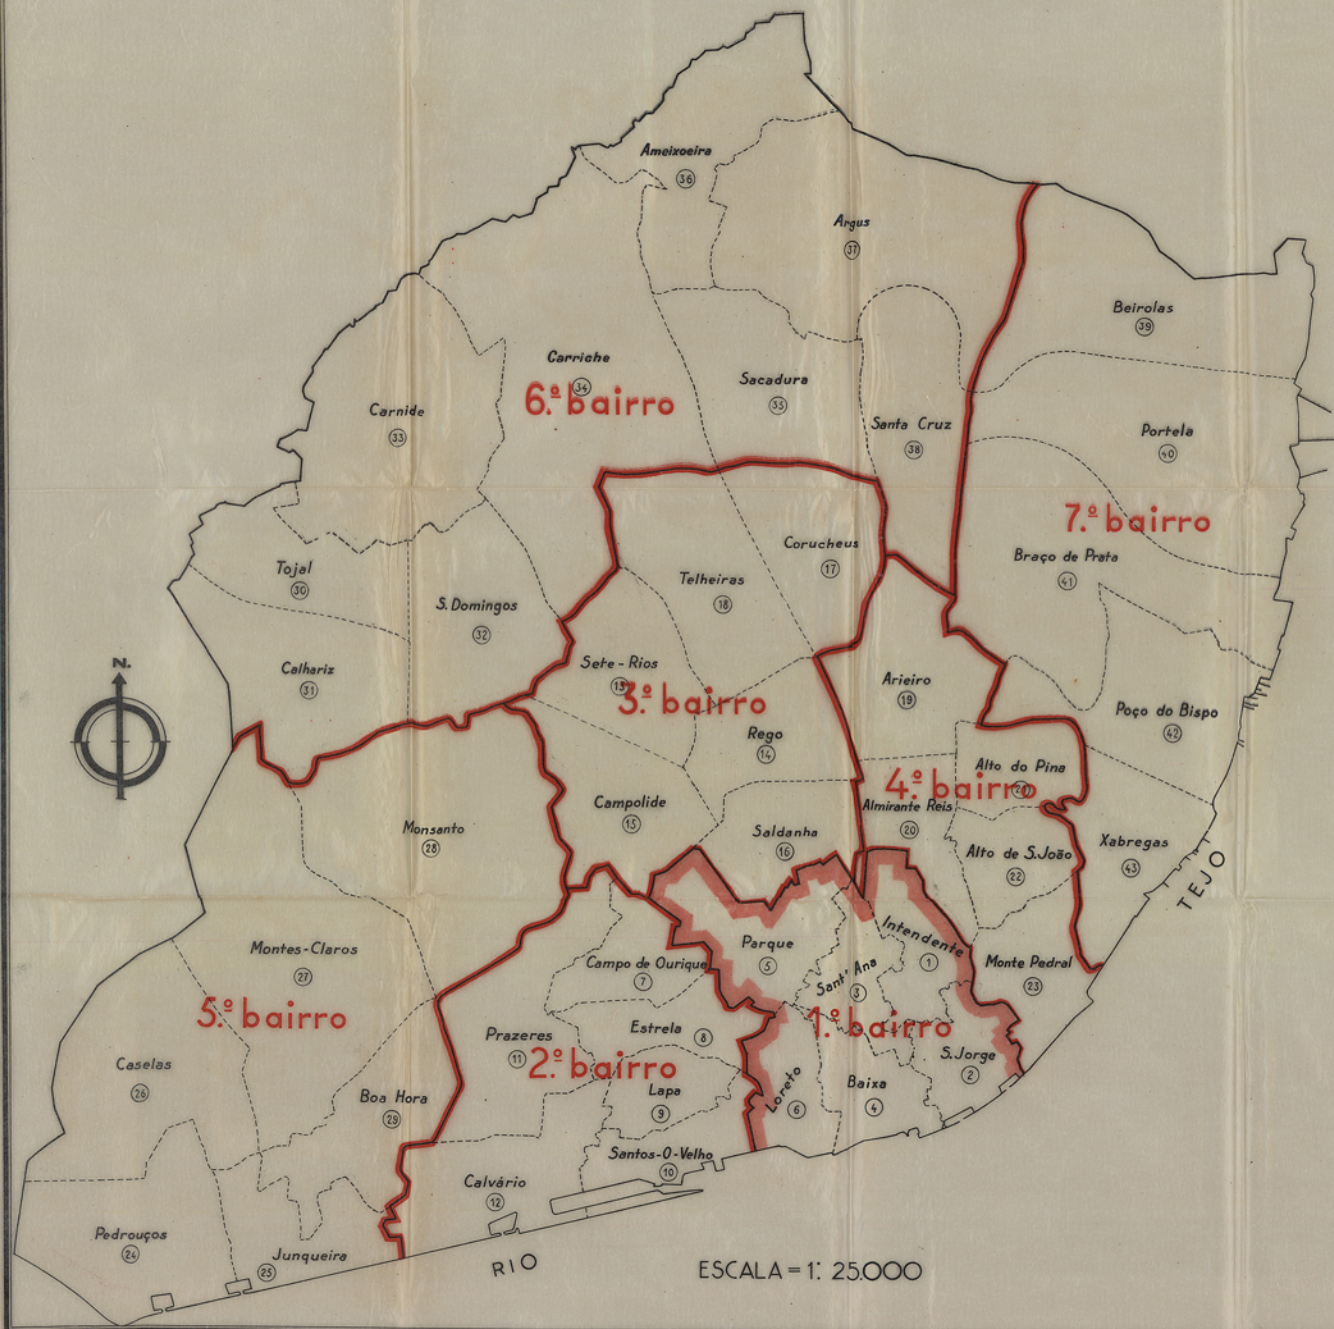 Ameixoeira
36
Argus
37
Beirolas
39
Carriche
34
6.º bairro
Sacadura
35
Carnide
33
Santa Cruz
38
Portela
40
7.º bairro
Corucheus
17
Braço de Prata
41
Tojal
30
Telheiras
18
S. Domingos
32
N.
Calhariz
31
Sete-Rios
13
3.º bairro
Arieiro
19
Rego
14
Poço do Bispo
42
Alto do Pina
21
4.º bairro
Campolide
15
Almirante Reis
20
Monsanto
28
Saldanha
16
Alto de S. João
22
Xabregas
43
TEJO
Montes-Claros
27
Parque
5
Intendente
1
Campo de Ourique
7
Sant' Ana
3
Monte Pedral
23
5.º bairro
1.º bairro
Prazeres
11
Estrela
8
2.º bairro
S. Jorge
2
Caselas
26
Boa Hora
29
Lapa
9
Loreto
6
Baixa
4
Santos-O-Velho
10
Calvário
12
Pedrouços
24
Junqueira
25
RIO
ESCALA = 1: 25.000